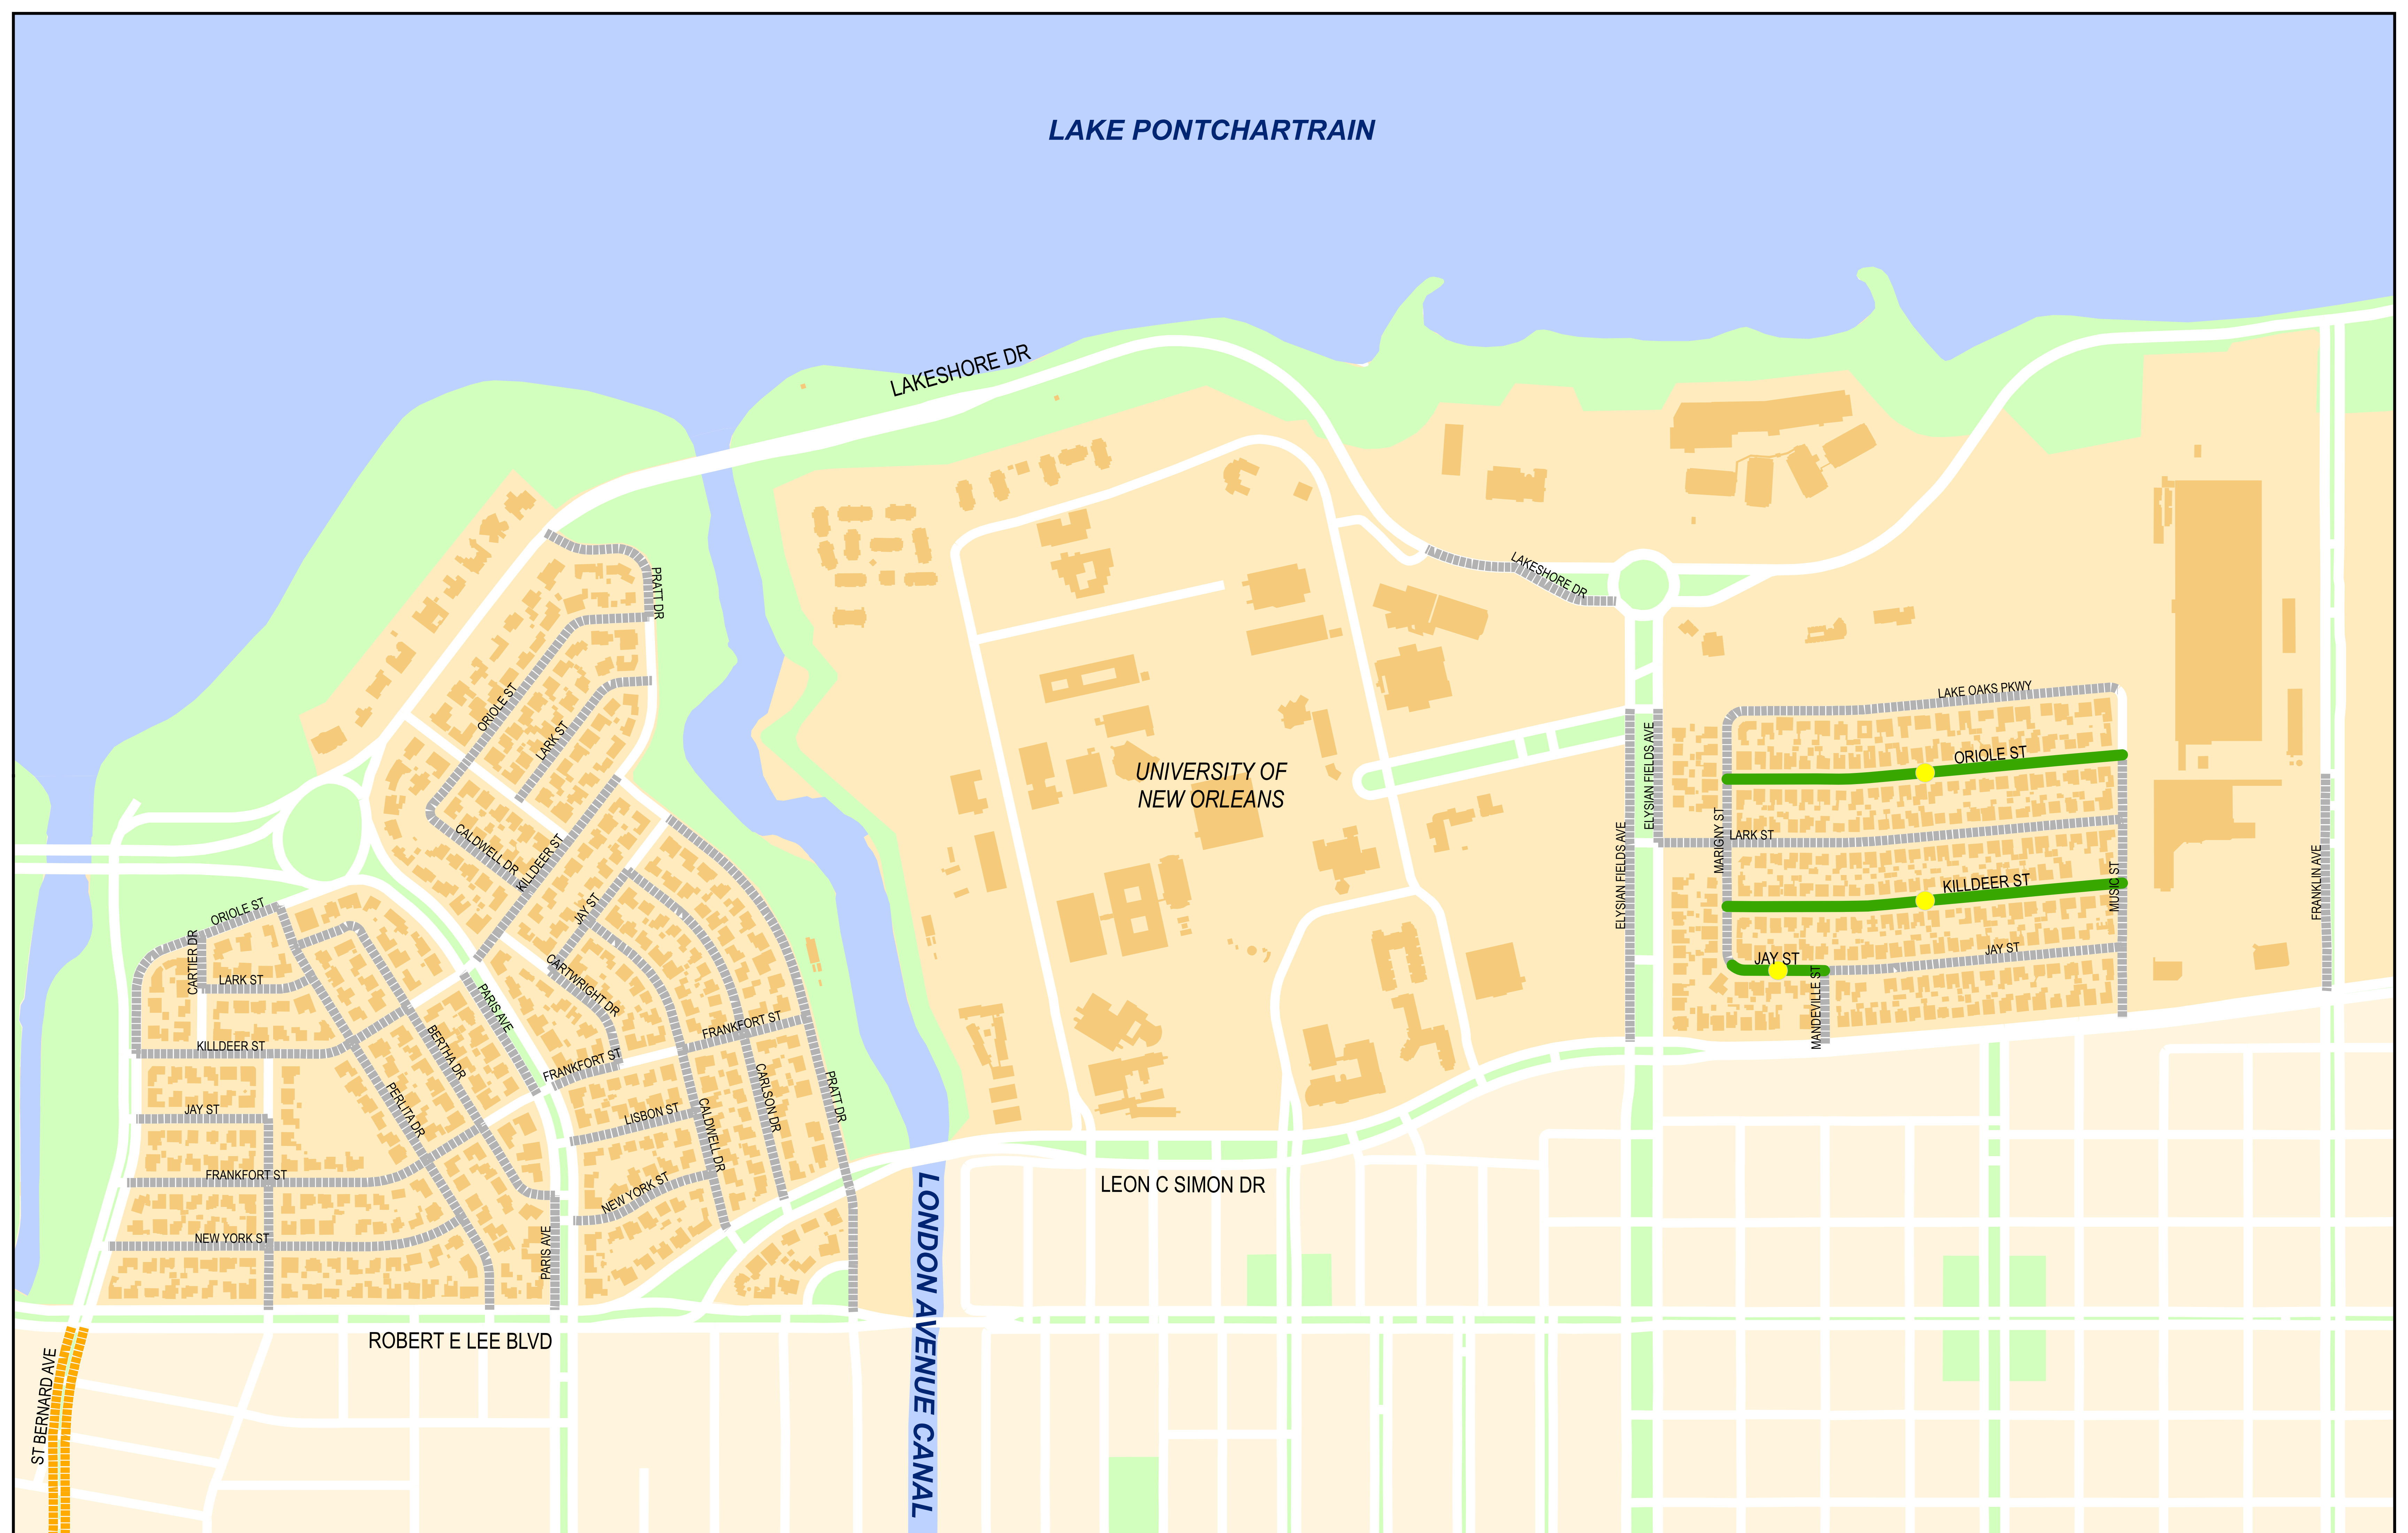 LAKE PONTCHARTRAIN
LAKESHORE DR
PRATT DR
LAKESHORE DR
ORIOLE ST
LARK ST
LAKE OAKS PKWY
ELYSIAN FIELDS AVE
ORIOLE ST
UNIVERSITY OF
NEW ORLEANS
CALDWELL DR
KILLDEER ST
MARIGNY ST
LARK ST
ELYSIAN FIELDS AVE
KILLDEER ST
MUSIC ST
FRANKLIN AVE
ORIOLE ST
JAY ST
CARTIER DR
LARK ST
CARTWRIGHT DR
JAY ST
JAY ST
MANDEVILLE ST
PARIS AVE
FRANKFORT ST
KILLDEER ST
BERTHA DR
FRANKFORT ST
PERLITA DR
CARLSON DR
PRATT DR
JAY ST
LISBON ST
CALDWELL DR
FRANKFORT ST
NEW YORK ST
LEON C SIMON DR
NEW YORK ST
PARIS AVE
LONDON AVENUE CANAL
ROBERT E LEE BLVD
ST BERNARD AVE